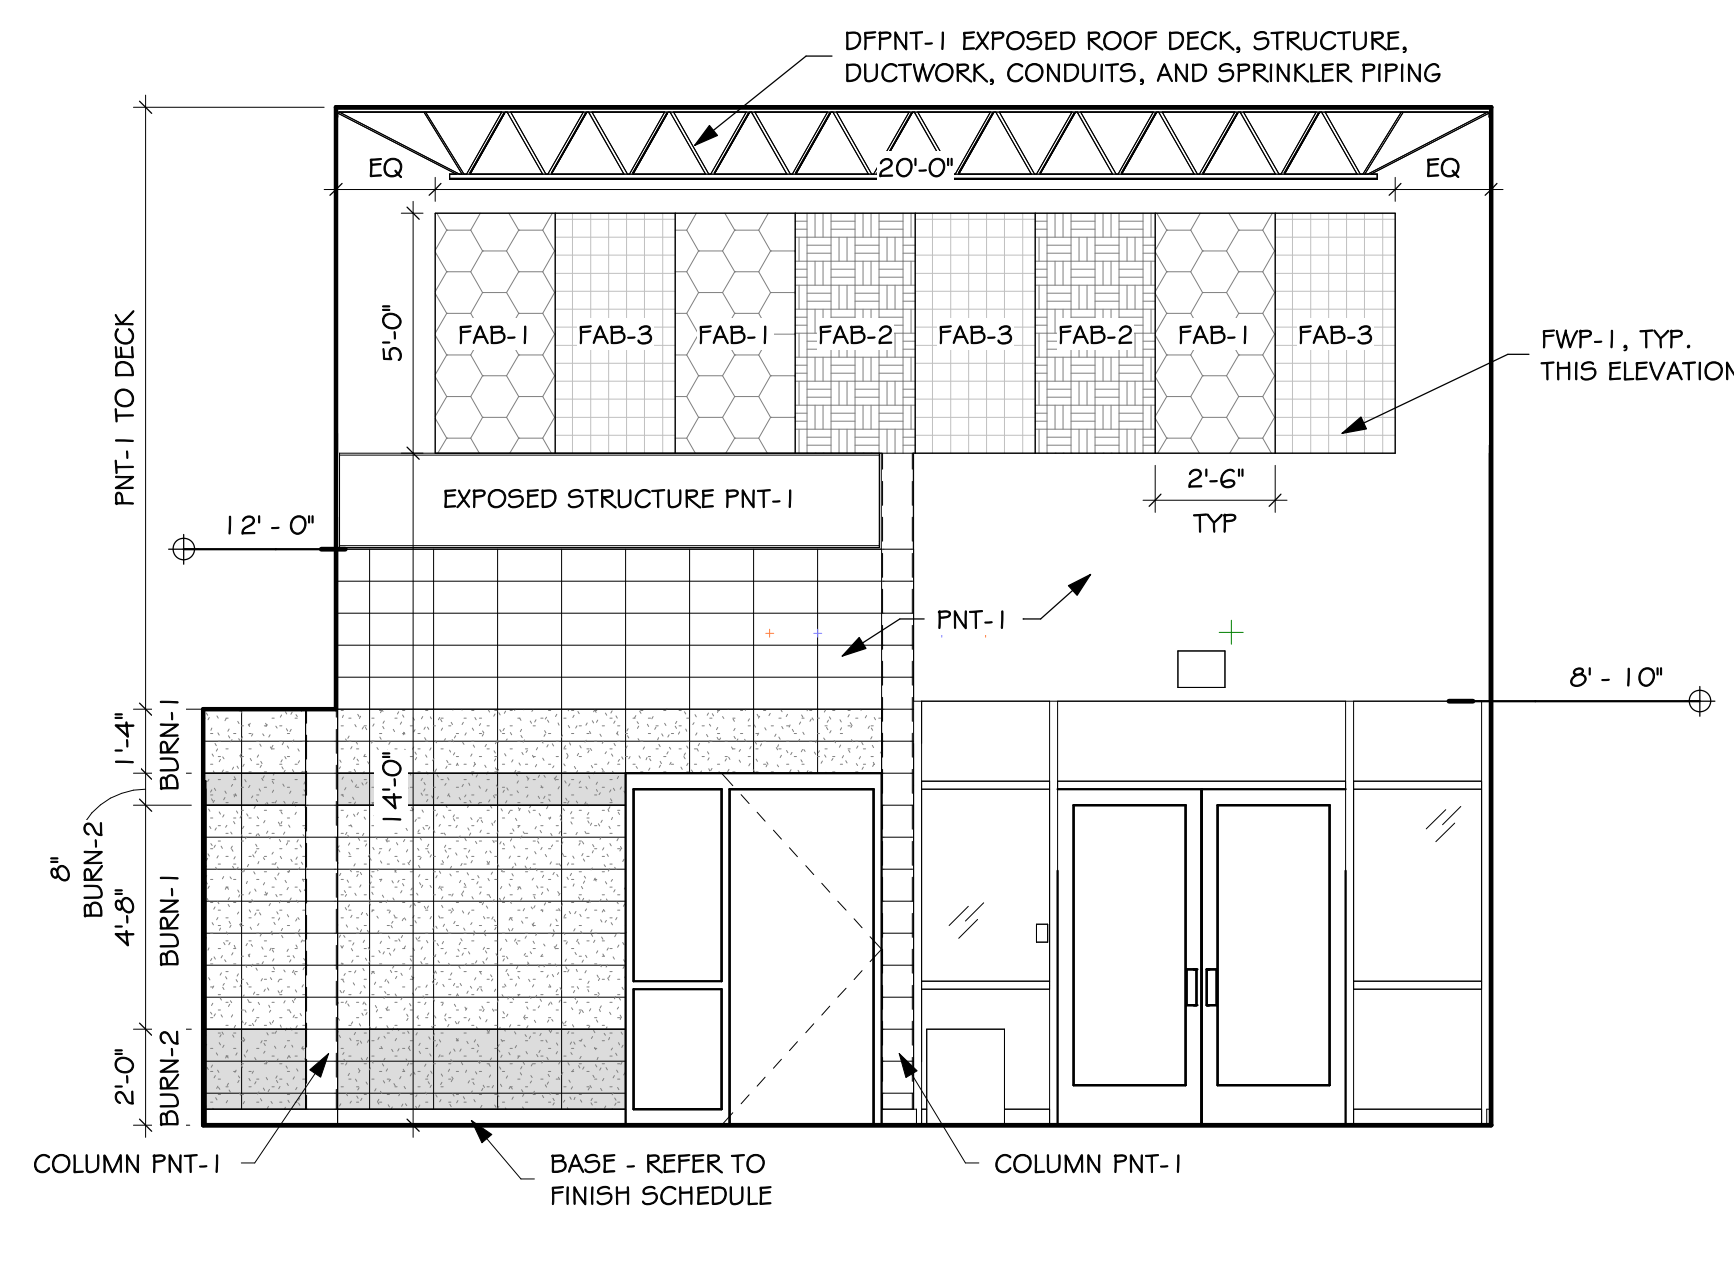 DFPNT-1 EXPOSED ROOF DECK, STRUCTURE,
DUCTWORK, CONDUITS, AND SPRINKLER PIPING
EQ
20'-0"
EQ
5'-0"
PNT-1 TO DECK
FAB-1
FAB-3
FAB-1
FAB-2
FAB-3
FAB-2
FAB-1
FAB-3
FWP-1, TYP.
THIS ELEVATION
EXPOSED STRUCTURE PNT-1
2'-6"
TYP
12' - 0"
PNT-1
8' - 10"
1'-4"
BURN-1
14'-0"
8"
BURN-2
4'-8"
BURN-1
2'-0"
BURN-2
COLUMN PNT-1
BASE - REFER TO
FINISH SCHEDULE
COLUMN PNT-1